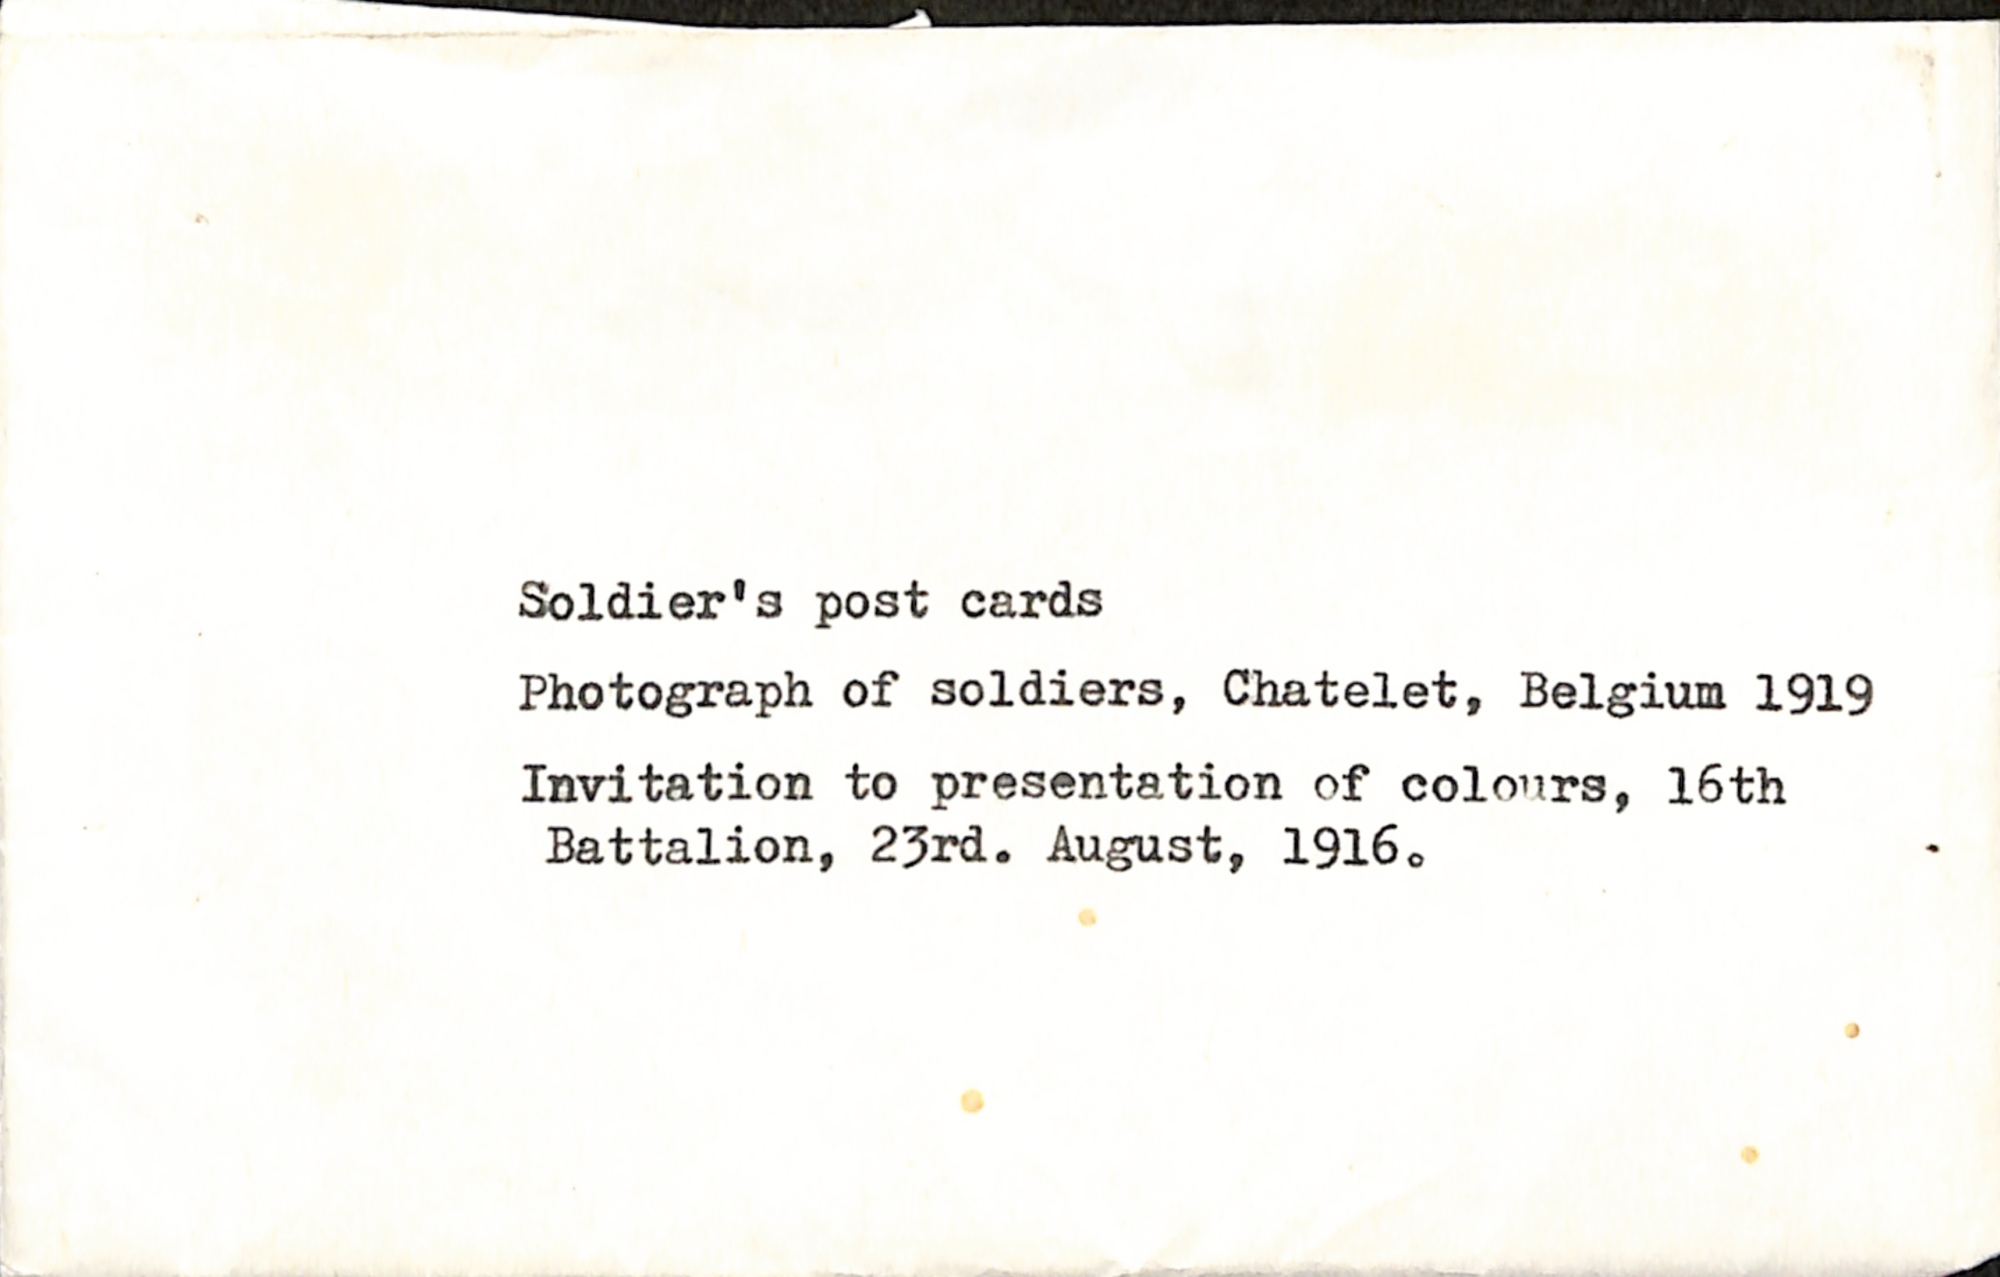 Soldier's post cards
Photograph of soldiers, Chatelet, Belgium 1919
Invitation to presentation of colours, 16th
Battalion, 23rd. August, 1916.